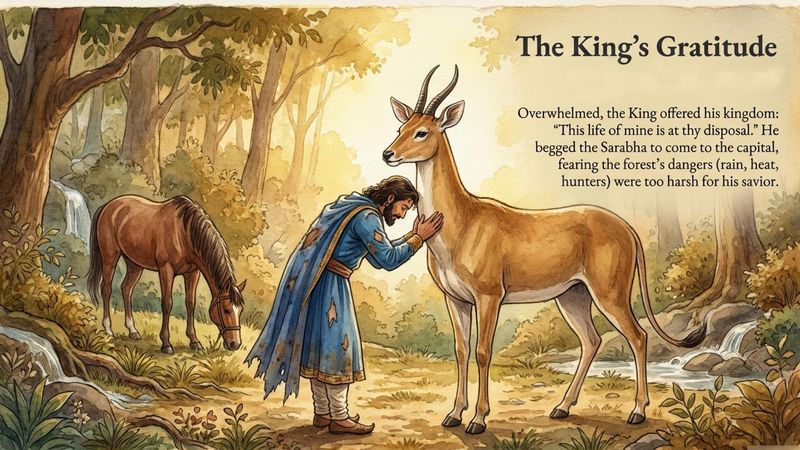 The King’s Gratitude
Overwhelmed, the King offered his kingdom:
“This life of mine is at thy disposal.” He
begged the Sarabha to come to the capital,
fearing the forest’s dangers (rain, heat,
hunters) were too harsh for his savior.